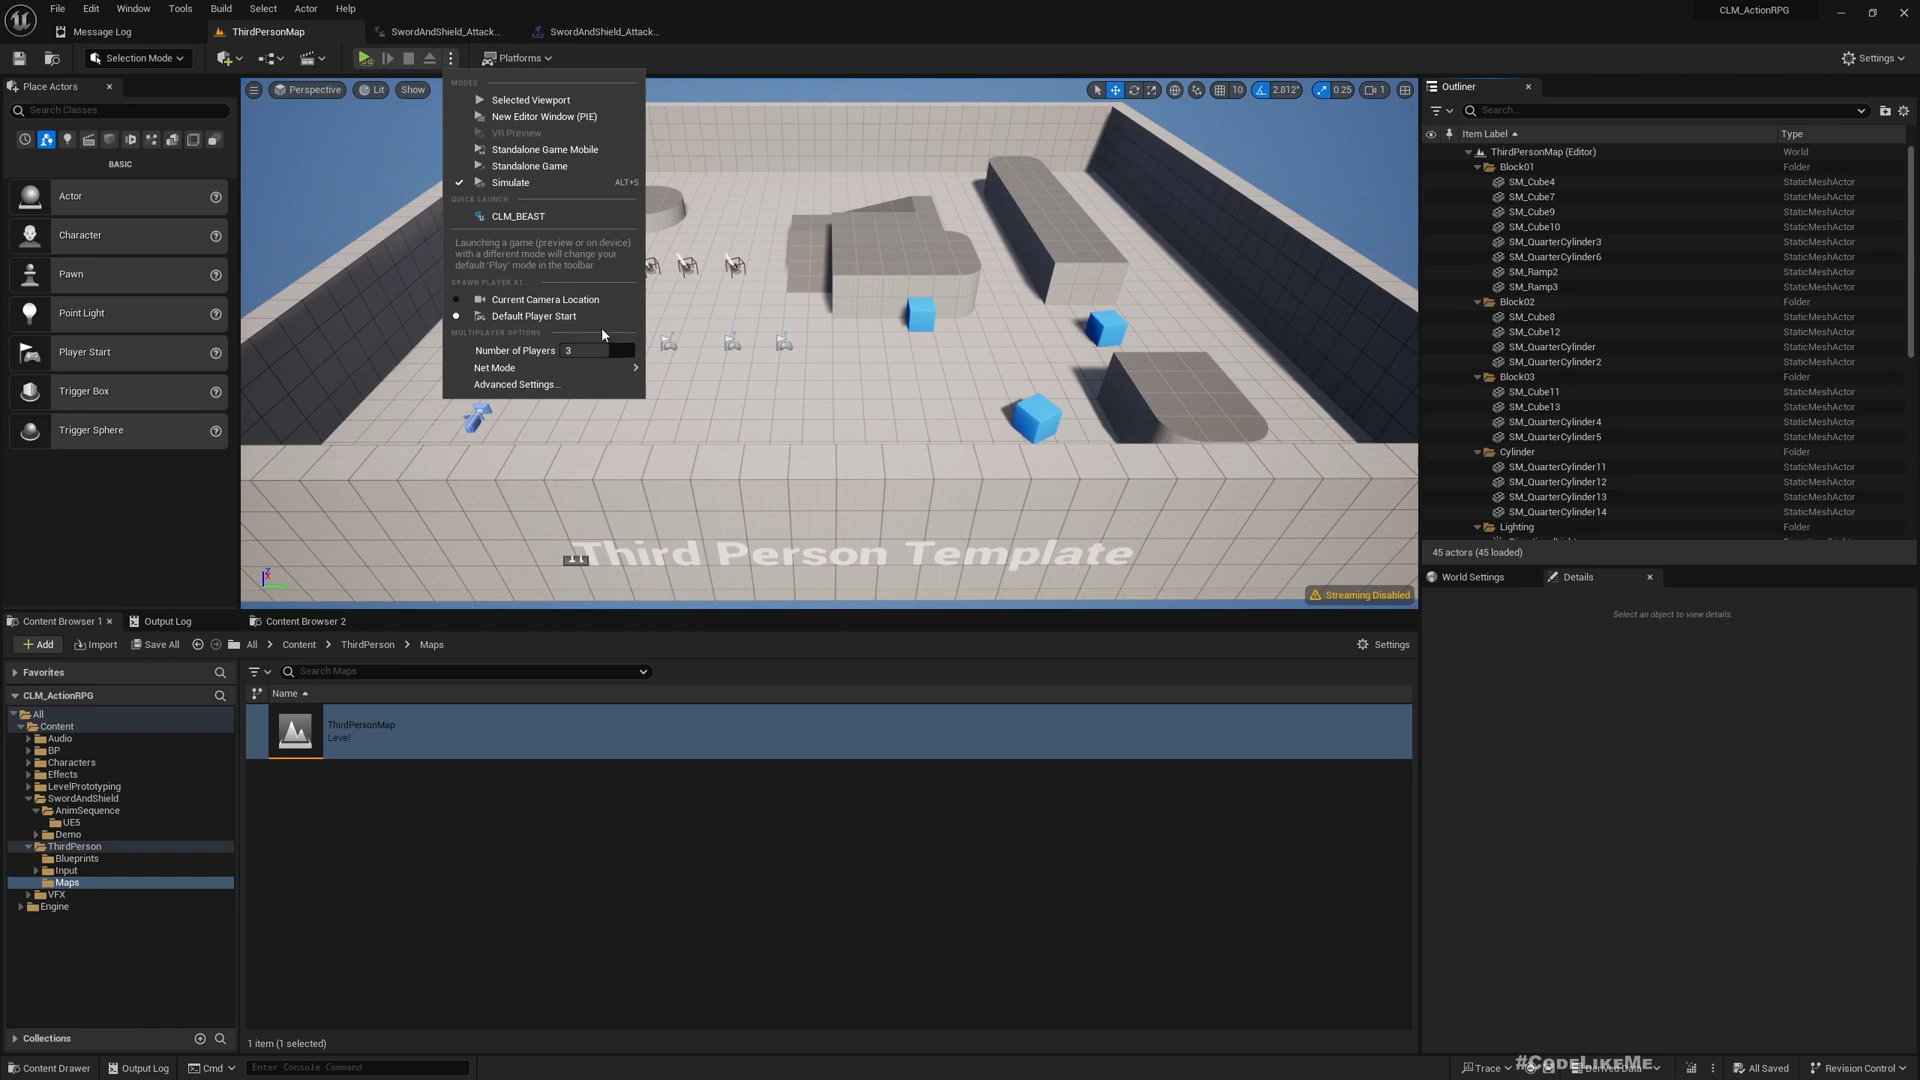 File Edit Window Tools Build Select Actor Help
CLM_ActionRPG
Message Log
ThirdPersonMap
SwordAndShield_Attack...
SwordAndShield_Attack...
Selection Mode
Platforms
Settings
Place Actors
Search Classes
BASIC
Actor
Character
Pawn
Point Light
Player Start
Trigger Box
Trigger Sphere
Perspective
Lit
Show
10
2.812°
0.25
1
MODES
Selected Viewport
New Editor Window (PIE)
VR Preview
Standalone Game Mobile
Standalone Game
Simulate ALT+S
QUICK LAUNCH
CLM_BEAST
Launching a game (preview or on device)
with a different mode will change your
default 'Play' mode in the toolbar
SPAWN PLAYER AT...
Current Camera Location
Default Player Start
MULTIPLAYER OPTIONS
Number of Players 3
Net Mode
Advanced Settings...
Third Person Template
Streaming Disabled
Outliner
Search...
Item Label Type
ThirdPersonMap (Editor) World
Block01 Folder
SM_Cube4 StaticMeshActor
SM_Cube7 StaticMeshActor
SM_Cube9 StaticMeshActor
SM_Cube10 StaticMeshActor
SM_QuarterCylinder3 StaticMeshActor
SM_QuarterCylinder6 StaticMeshActor
SM_Ramp2 StaticMeshActor
SM_Ramp3 StaticMeshActor
Block02 Folder
SM_Cube8 StaticMeshActor
SM_Cube12 StaticMeshActor
SM_QuarterCylinder StaticMeshActor
SM_QuarterCylinder2 StaticMeshActor
Block03 Folder
SM_Cube11 StaticMeshActor
SM_Cube13 StaticMeshActor
SM_QuarterCylinder4 StaticMeshActor
SM_QuarterCylinder5 StaticMeshActor
Cylinder Folder
SM_QuarterCylinder11 StaticMeshActor
SM_QuarterCylinder12 StaticMeshActor
SM_QuarterCylinder13 StaticMeshActor
SM_QuarterCylinder14 StaticMeshActor
Lighting Folder
45 actors (45 loaded)
World Settings
Details
Select an object to view details.
Content Browser 1
Output Log
Content Browser 2
Add
Import
Save All
All > Content > ThirdPerson > Maps
Settings
Favorites
CLM_ActionRPG
All
Content
Audio
BP
Characters
Effects
LevelPrototyping
SwordAndShield
AnimSequence
UE5
Demo
ThirdPerson
Blueprints
Input
Maps
VFX
Engine
Collections
Search Maps
Name
ThirdPersonMap
Level
1 item (1 selected)
Content Drawer
Output Log
Cmd
Enter Console Command
Trace
#CodeLikeMe
Derived Data
All Saved
Revision Control